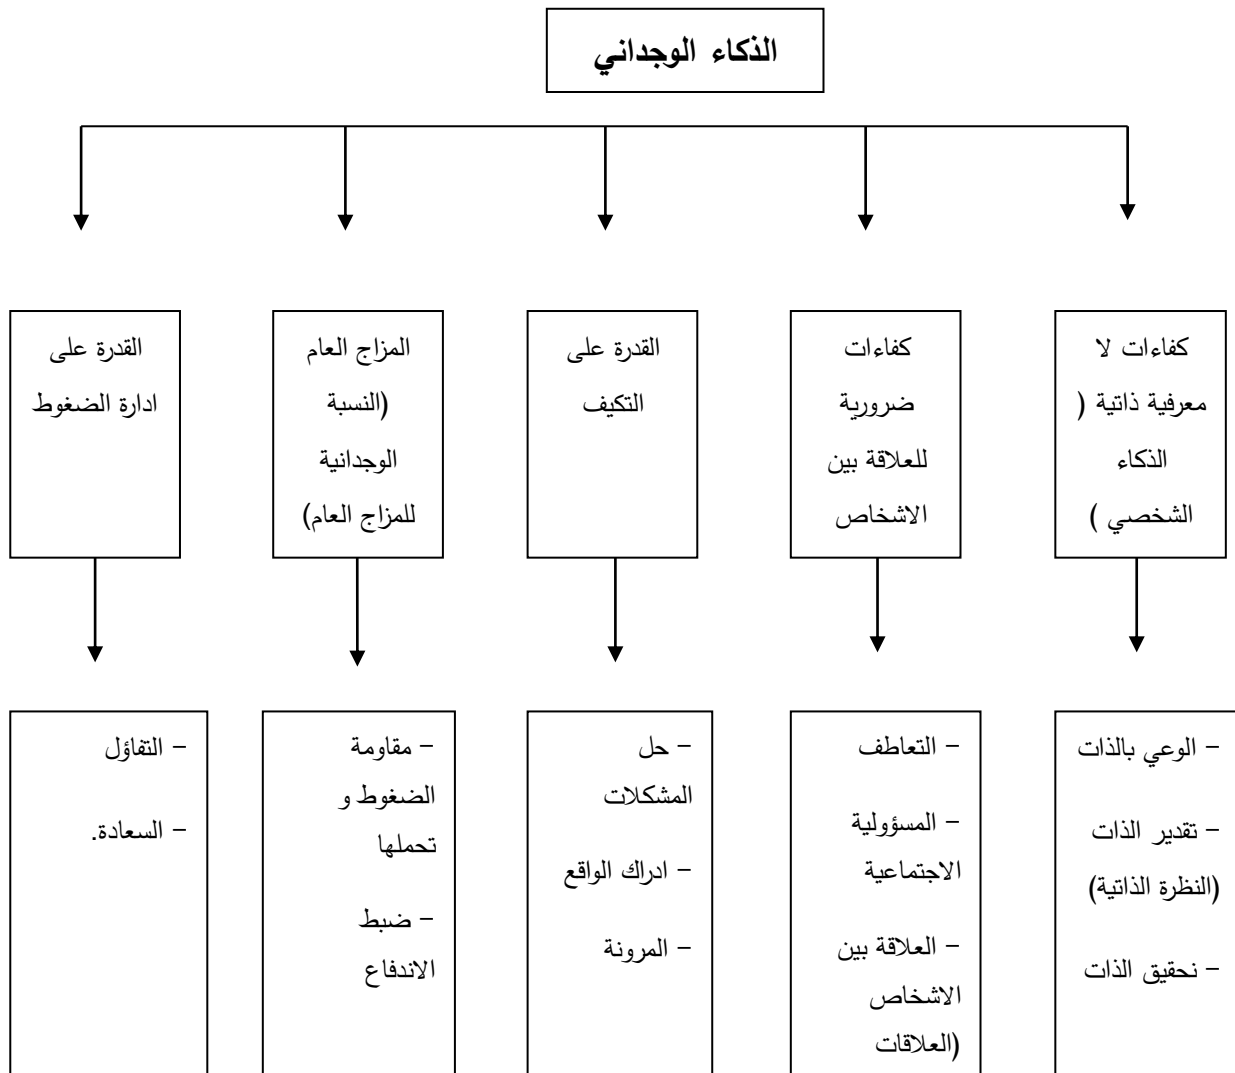 الذكاء الوجداني
كفاءات لا
معرفية ذاتية (
الذكاء
الشخصي )
كفاءات
ضرورية
للعلاقة بين
الاشخاص
القدرة على
التكيف
المزاج العام
(النسبة
الوجدانية
للمزاج العام)
القدرة على
ادارة الضغوط
- الوعي بالذات
- تقدير الذات
(النظرة الذاتية)
- نحقيق الذات
- التعاطف
- المسؤولية
الاجتماعية
- العلاقة بين
الاشخاص
(العلاقات
- حل
المشكلات
- ادراك الواقع
- المرونة
- مقاومة
الضغوط و
تحملها
- ضبط
الاندفاع
- التفاؤل
- السعادة.